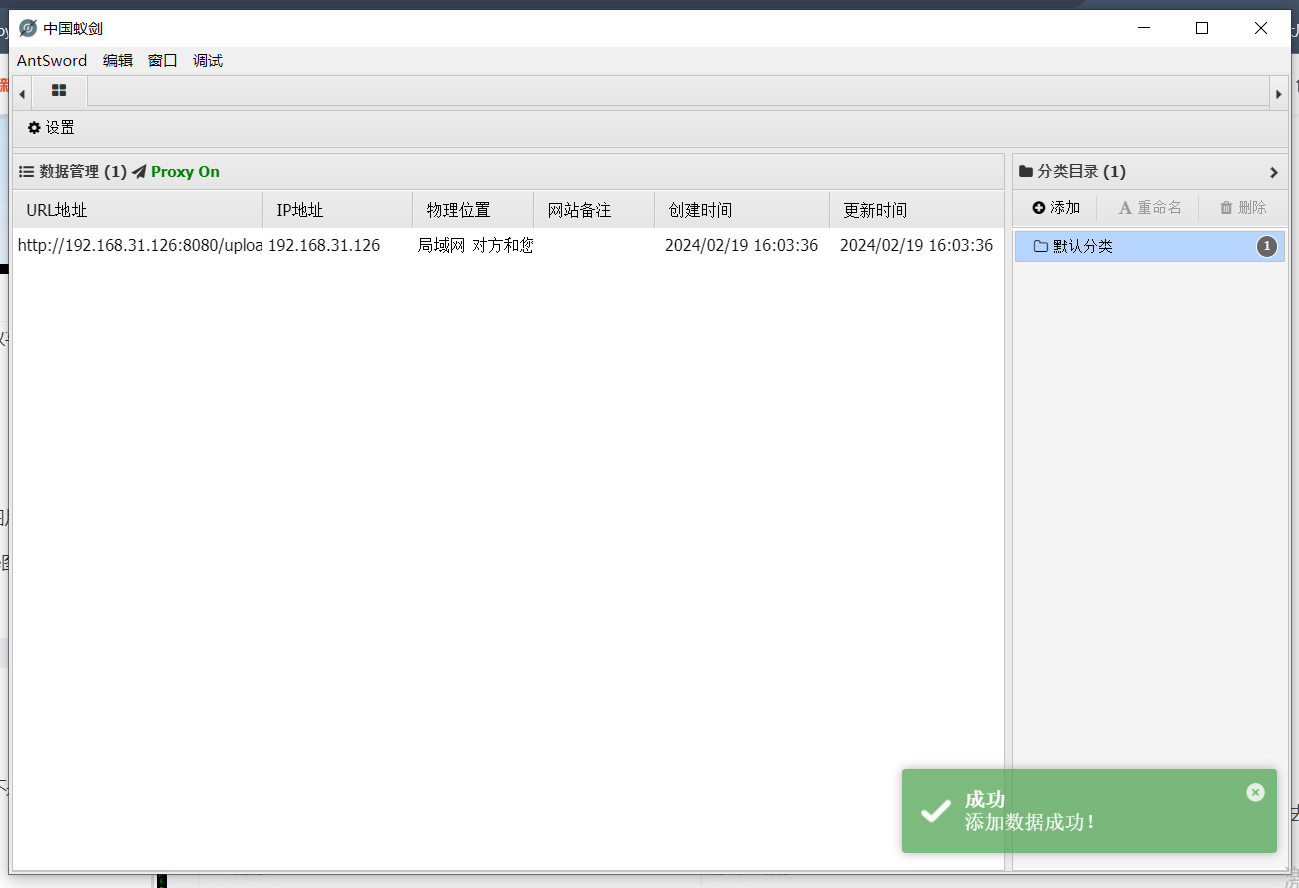 中国蚁剑
AntSword 编辑 窗口 调试
设置
数据管理 (1) Proxy On
分类目录 (1)
URL地址 IP地址 物理位置 网站备注 创建时间 更新时间
添加 重命名 删除
http://192.168.31.126:8080/uploa 192.168.31.126 局域网 对方和您 2024/02/19 16:03:36 2024/02/19 16:03:36
默认分类 1
成功
添加数据成功!